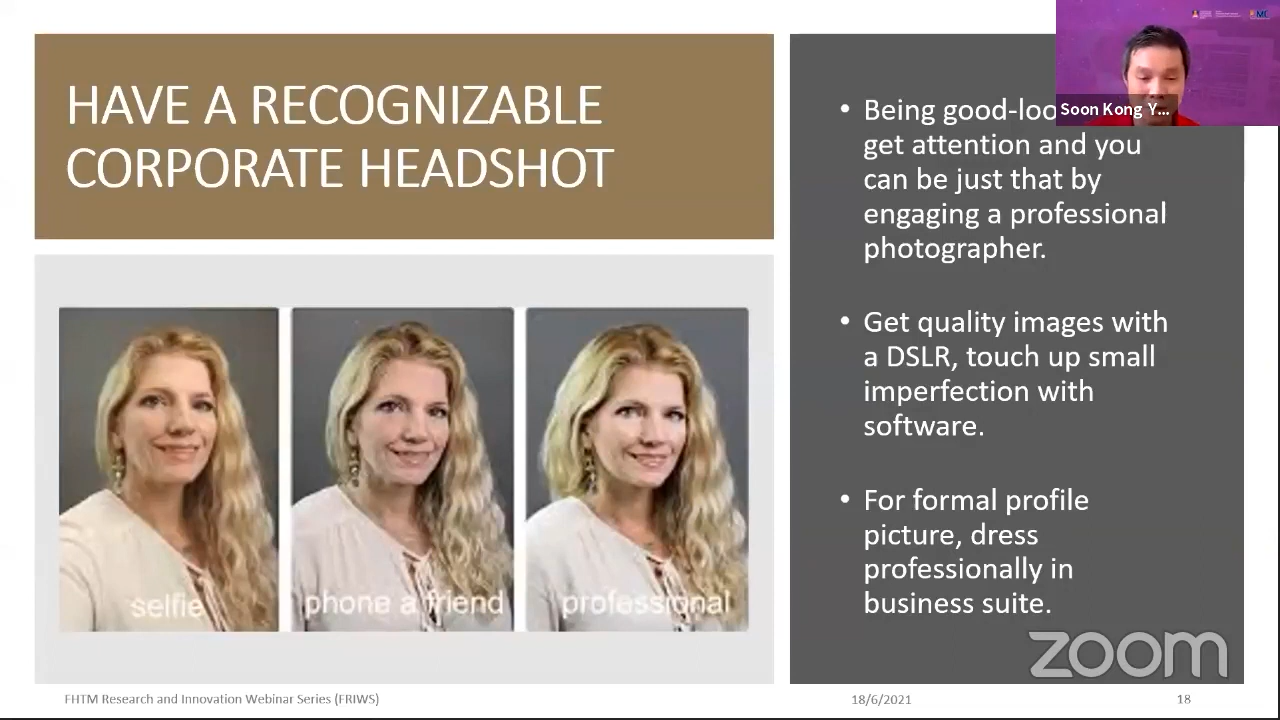 HAVE A RECOGNIZABLE
CORPORATE HEADSHOT
selfie
phone a friend
professional
• Being good-loo
get attention and you
can be just that by
engaging a professional
photographer.
• Get quality images with
a DSLR, touch up small
imperfection with
software.
• For formal profile
picture, dress
professionally in
business suite.
Soon Kong Y...
zoom
FHTM Research and Innovation Webinar Series (FRIWS)
18/6/2021
18